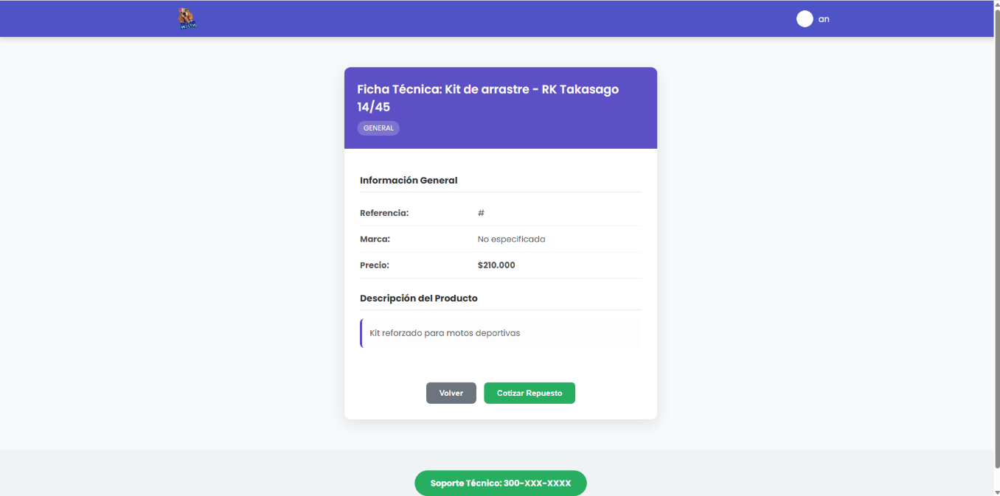 an
Ficha Técnica: Kit de arrastre - RK Takasago
14/45
GENERAL
Información General
Referencia: #
Marca: No especificada
Precio: $210.000
Descripción del Producto
Kit reforzado para motos deportivas
Volver Cotizar Repuesto
Soporte Técnico: 300-XXX-XXXX